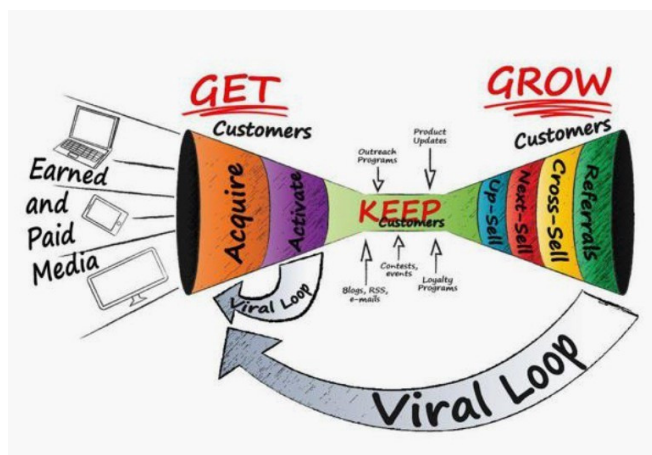 GET
Customers
GROW
Customers
Earned
and
Paid
Media
Acquire
Activate
Outreach
Programs
Product
Updates
KEEP
Customers
Blogs, RSS,
e-mails
Contests,
events
Loyalty
Programs
Up-Sell
Next-Sell
Cross-Sell
Referrals
Viral Loop
Viral Loop